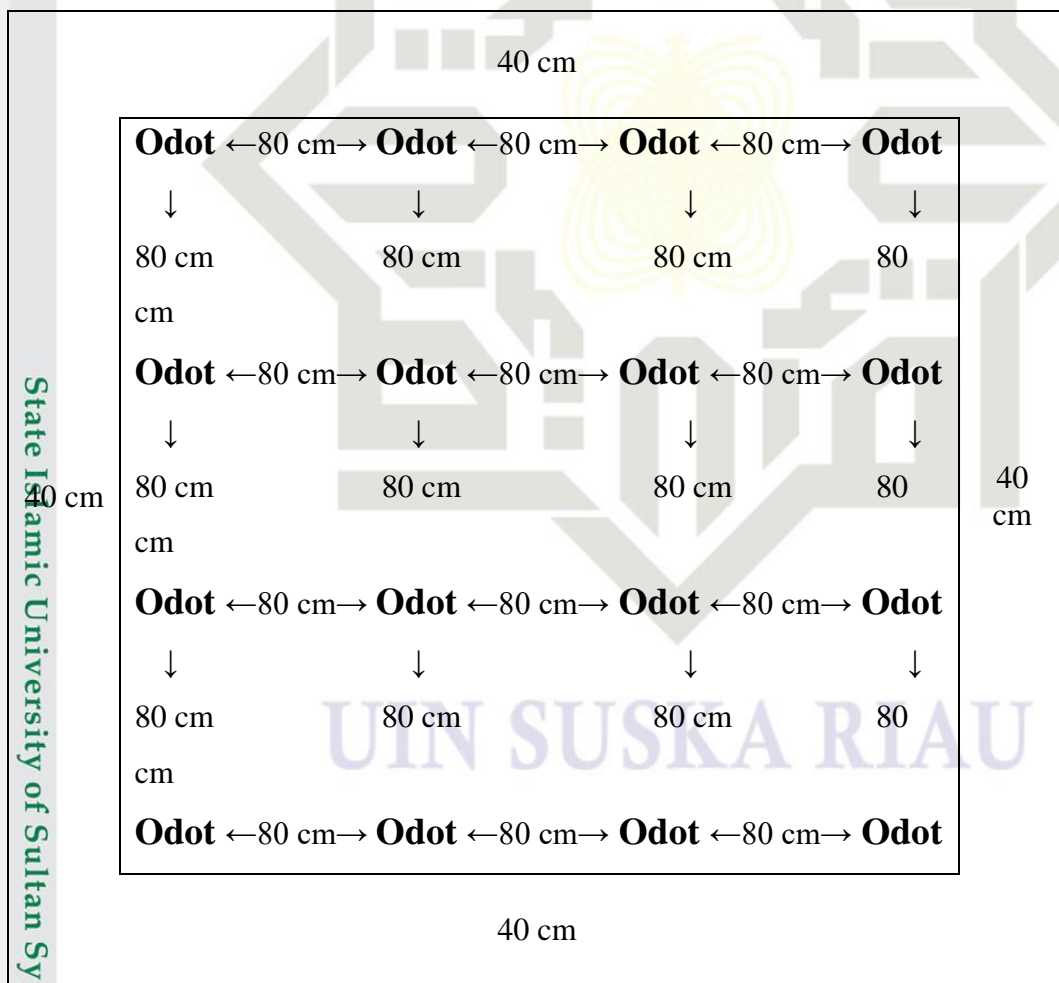 40 cm
Odot ←80 cm→ Odot ←80 cm→ Odot ←80 cm→ Odot
↓ ↓ ↓ ↓
80 cm 80 cm 80 cm 80
cm
Odot ←80 cm→ Odot ←80 cm→ Odot ←80 cm→ Odot
↓ ↓ ↓ ↓
40 cm
80 cm 80 cm 80 cm 80
cm
40
cm
Odot ←80 cm→ Odot ←80 cm→ Odot ←80 cm→ Odot
↓ ↓ ↓ ↓
80 cm 80 cm 80 cm 80
cm
Odot ←80 cm→ Odot ←80 cm→ Odot ←80 cm→ Odot
40 cm
State Islamic University of Sultan Sy
UIN SUSKA RIAU